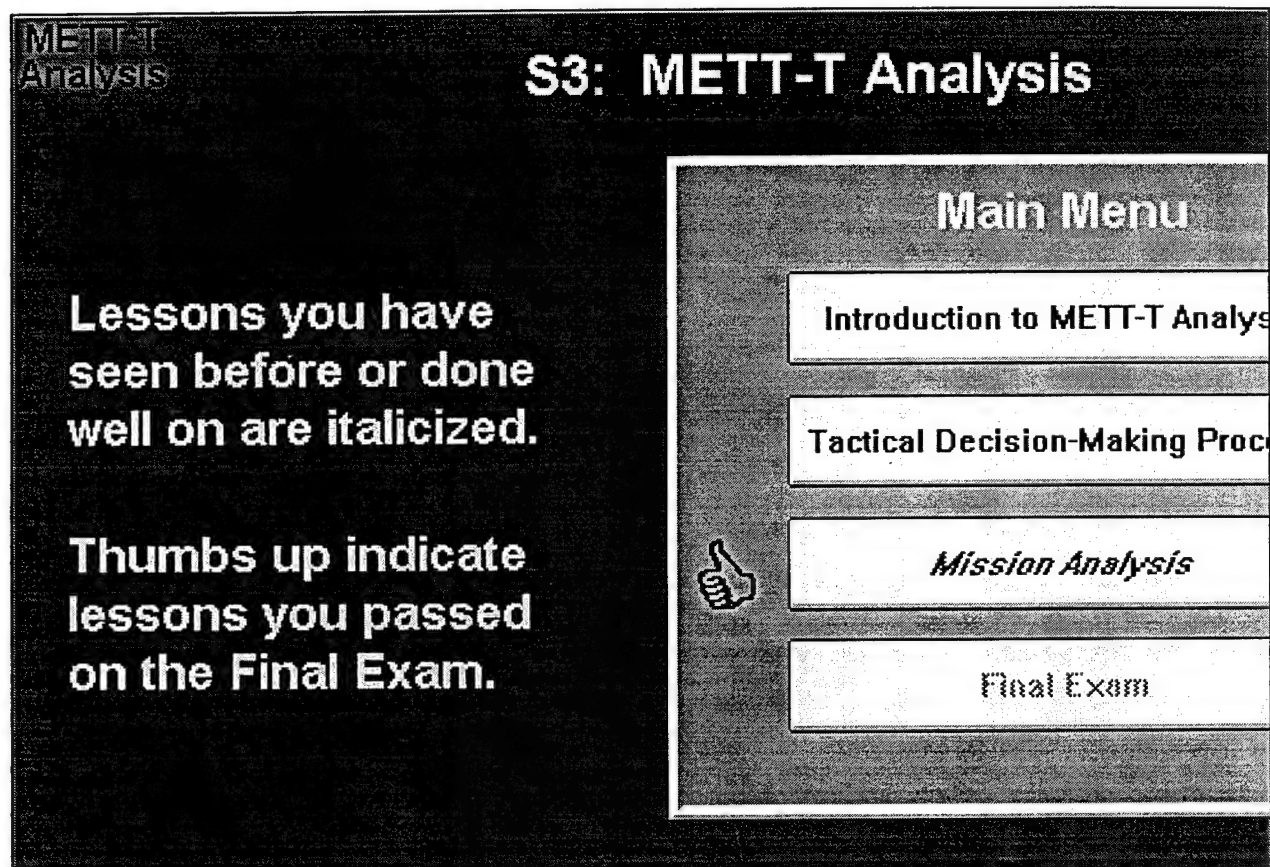 METT-T
Analysis
S3: METT-T Analysis
Lessons you have
seen before or done
well on are italicized.
Thumbs up indicate
lessons you passed
on the Final Exam.
Main Menu
Introduction to METT-T Analys
Tactical Decision-Making Proce
Mission Analysis
Final Exam